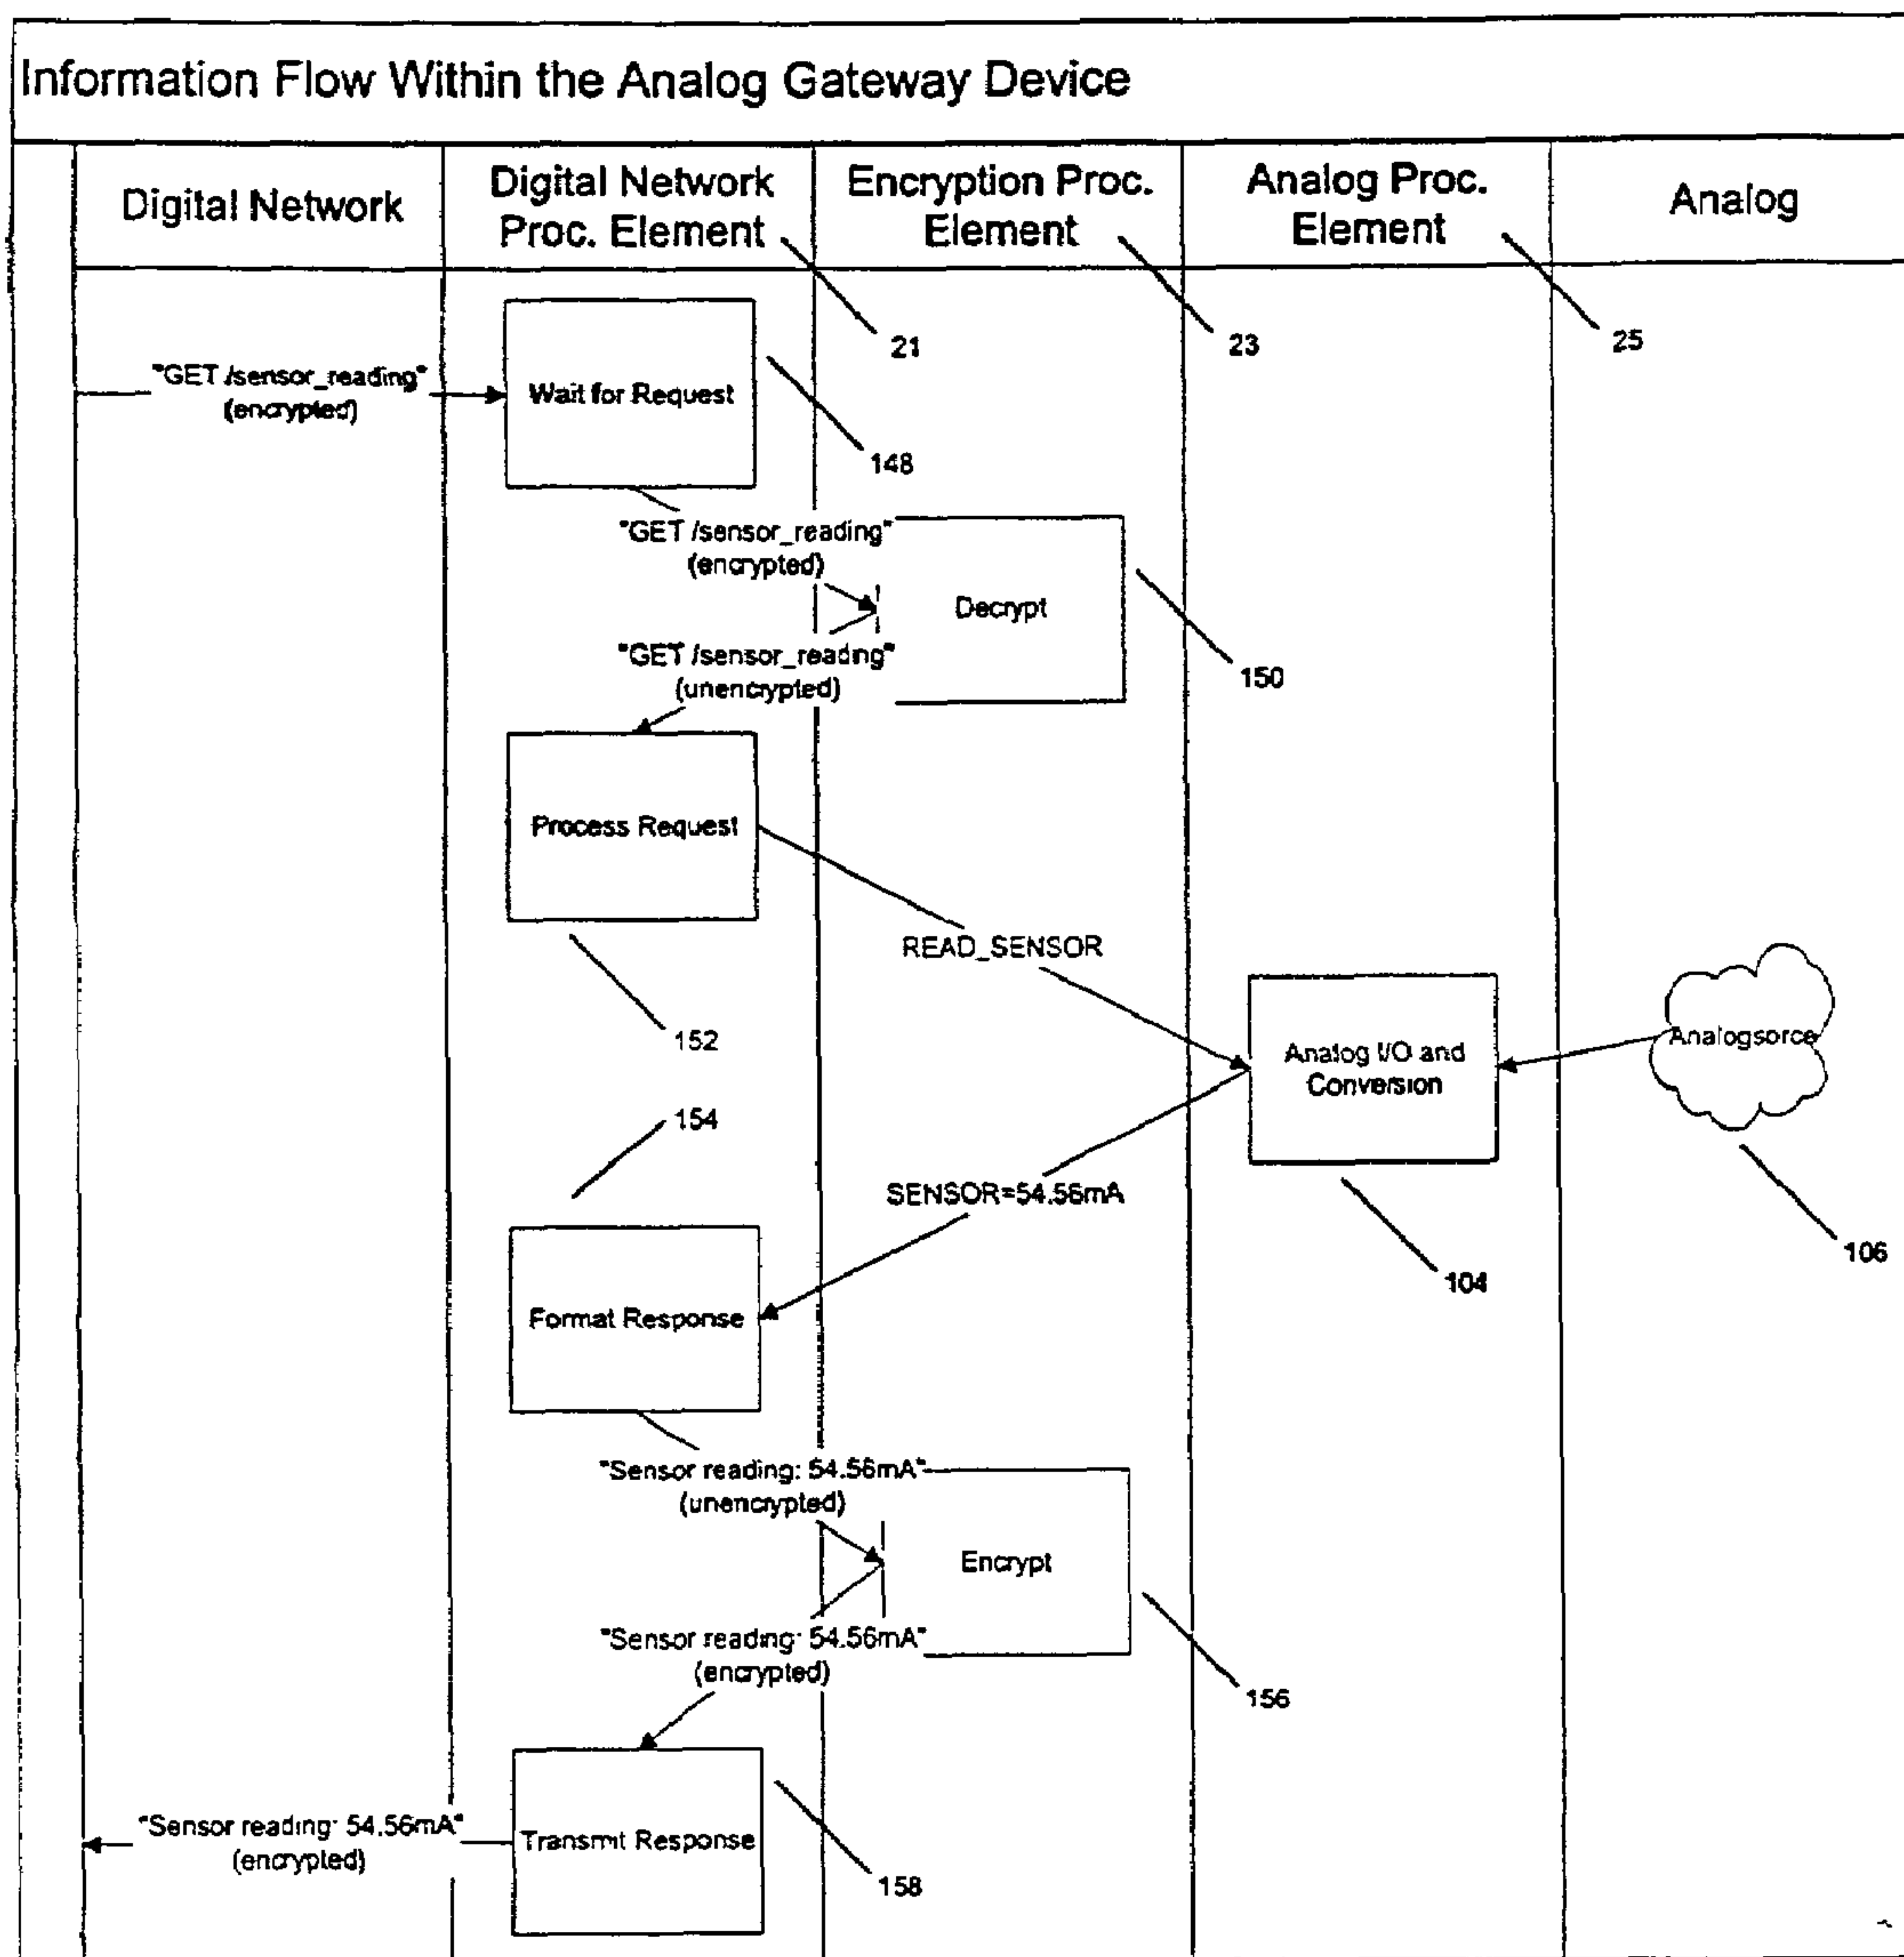 Information Flow Within the Analog Gateway Device
Digital Network
Digital Network
Proc. Element
Encryption Proc.
Element
Analog Proc.
Element
Analog
21
23
25
"GET /sensor_reading"
(encrypted)
Wait for Request
148
"GET /sensor_reading"
(encrypted)
Decrypt
150
"GET /sensor_reading"
(unencrypted)
Process Request
READ_SENSOR
152
Analog I/O and
Conversion
Analogsorce
154
SENSOR=54.56mA
104
106
Format Response
"Sensor reading: 54.56mA"
(unencrypted)
Encrypt
"Sensor reading: 54.56mA"
(encrypted)
156
"Sensor reading: 54.56mA"
(encrypted)
Transmit Response
158